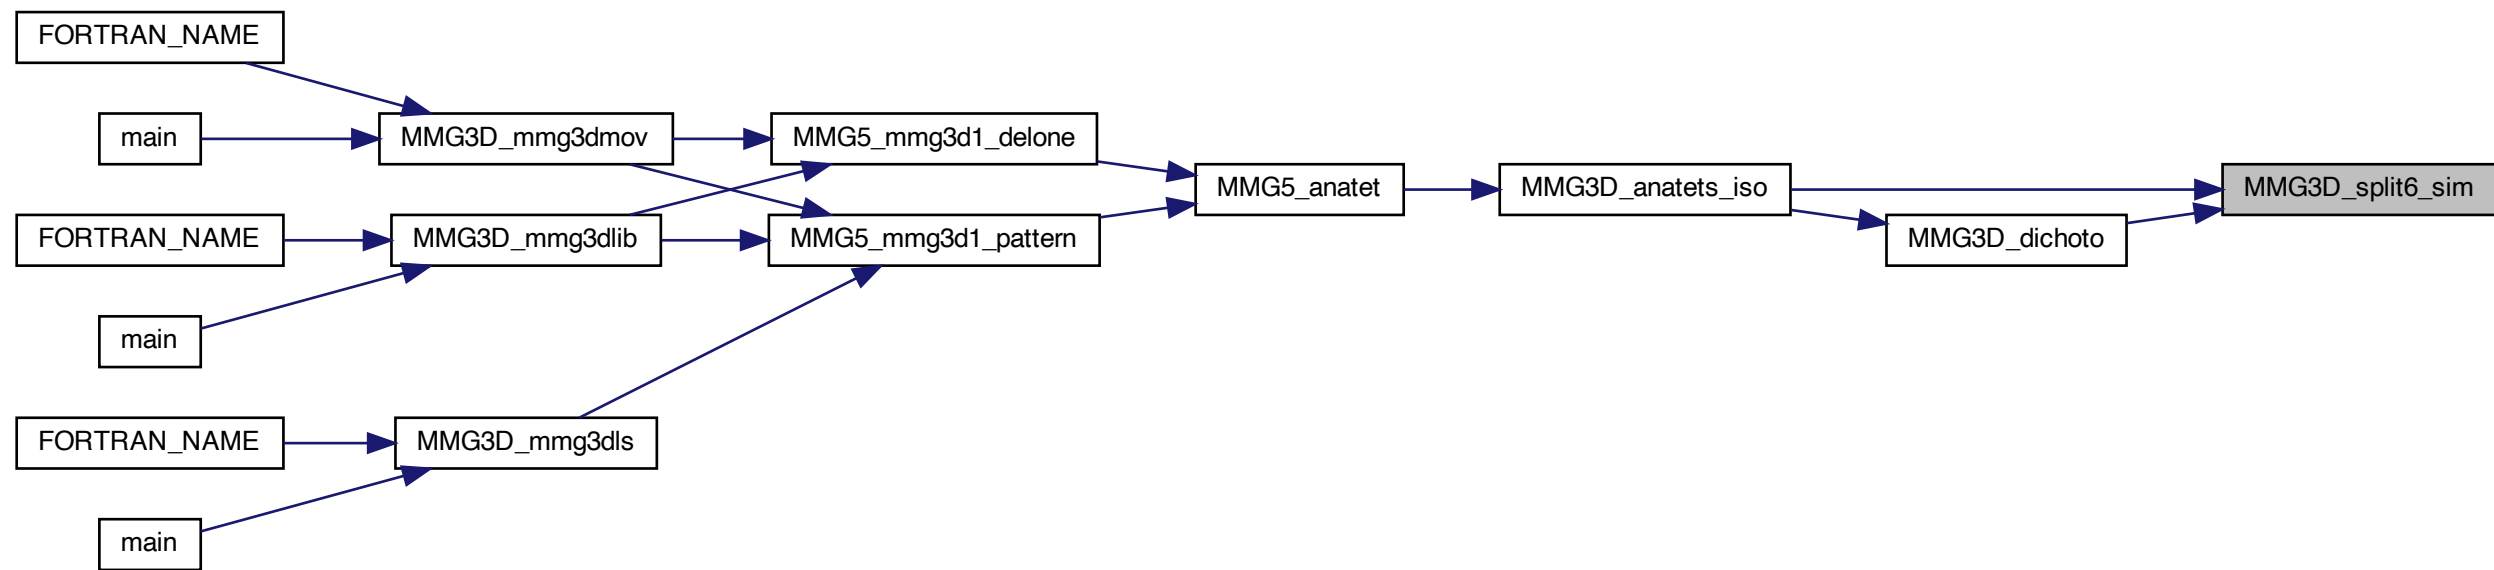 FORTRAN_NAME
main
MMG3D_mmg3dmov
MMG5_mmg3d1_delone
MMG5_anatet
MMG3D_anatets_iso
MMG3D_split6_sim
FORTRAN_NAME
MMG3D_mmg3dlib
MMG5_mmg3d1_pattern
MMG3D_dichoto
main
FORTRAN_NAME
MMG3D_mmg3dls
main